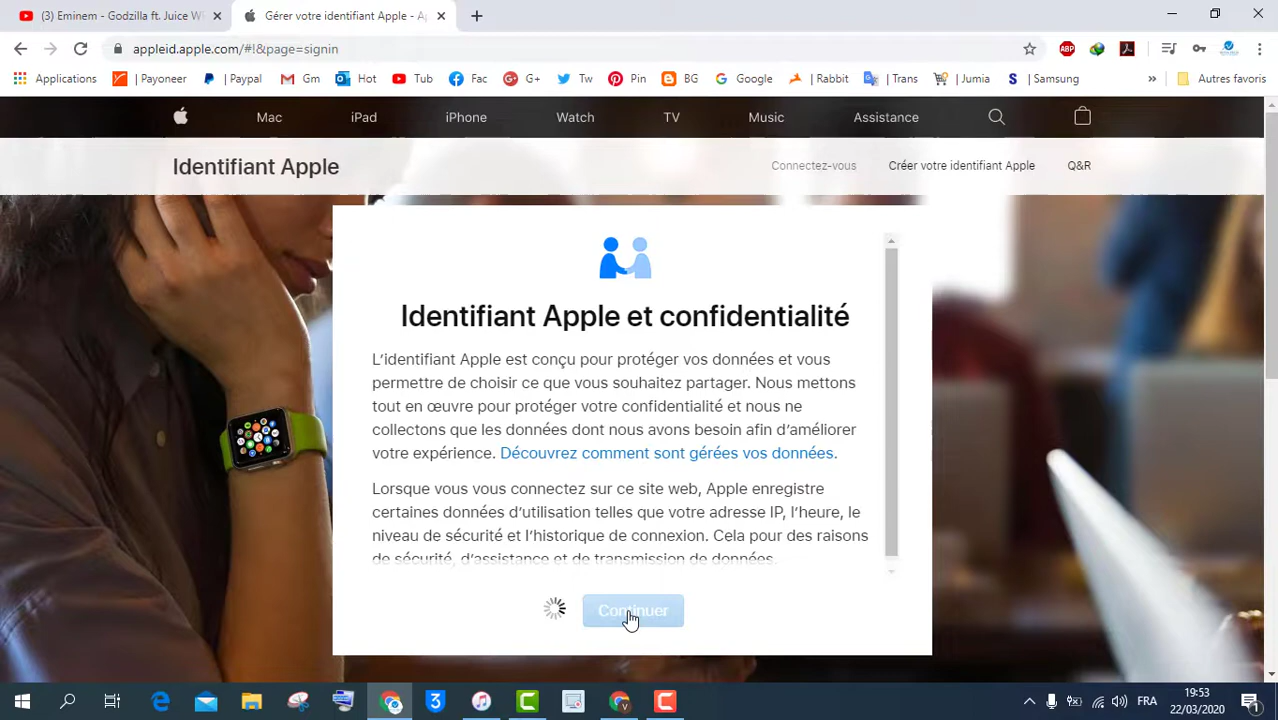 (3) Eminem - Godzilla ft. Juice W
Gérer votre identifiant Apple - Ap
appleid.apple.com/#!&page=signin
ABP
Applications | Payoneer | Paypal Gm Hot Tub Fac G+ Tw Pin BG Google | Rabbit | Trans | Jumia S | Samsung » Autres favoris
Mac iPad iPhone Watch TV Music Assistance
Identifiant Apple Connectez-vous Créer votre identifiant Apple Q&R
Identifiant Apple et confidentialité
L'identifiant Apple est conçu pour protéger vos données et vous
permettre de choisir ce que vous souhaitez partager. Nous mettons
tout en œuvre pour protéger votre confidentialité et nous ne
collectons que les données dont nous avons besoin afin d'améliorer
votre expérience. Découvrez comment sont gérées vos données.
Lorsque vous vous connectez sur ce site web, Apple enregistre
certaines données d'utilisation telles que votre adresse IP, l'heure, le
niveau de sécurité et l'historique de connexion. Cela pour des raisons
de sécurité, d'assistance et de transmission de données.
Continuer
FRA
19:53
22/03/2020